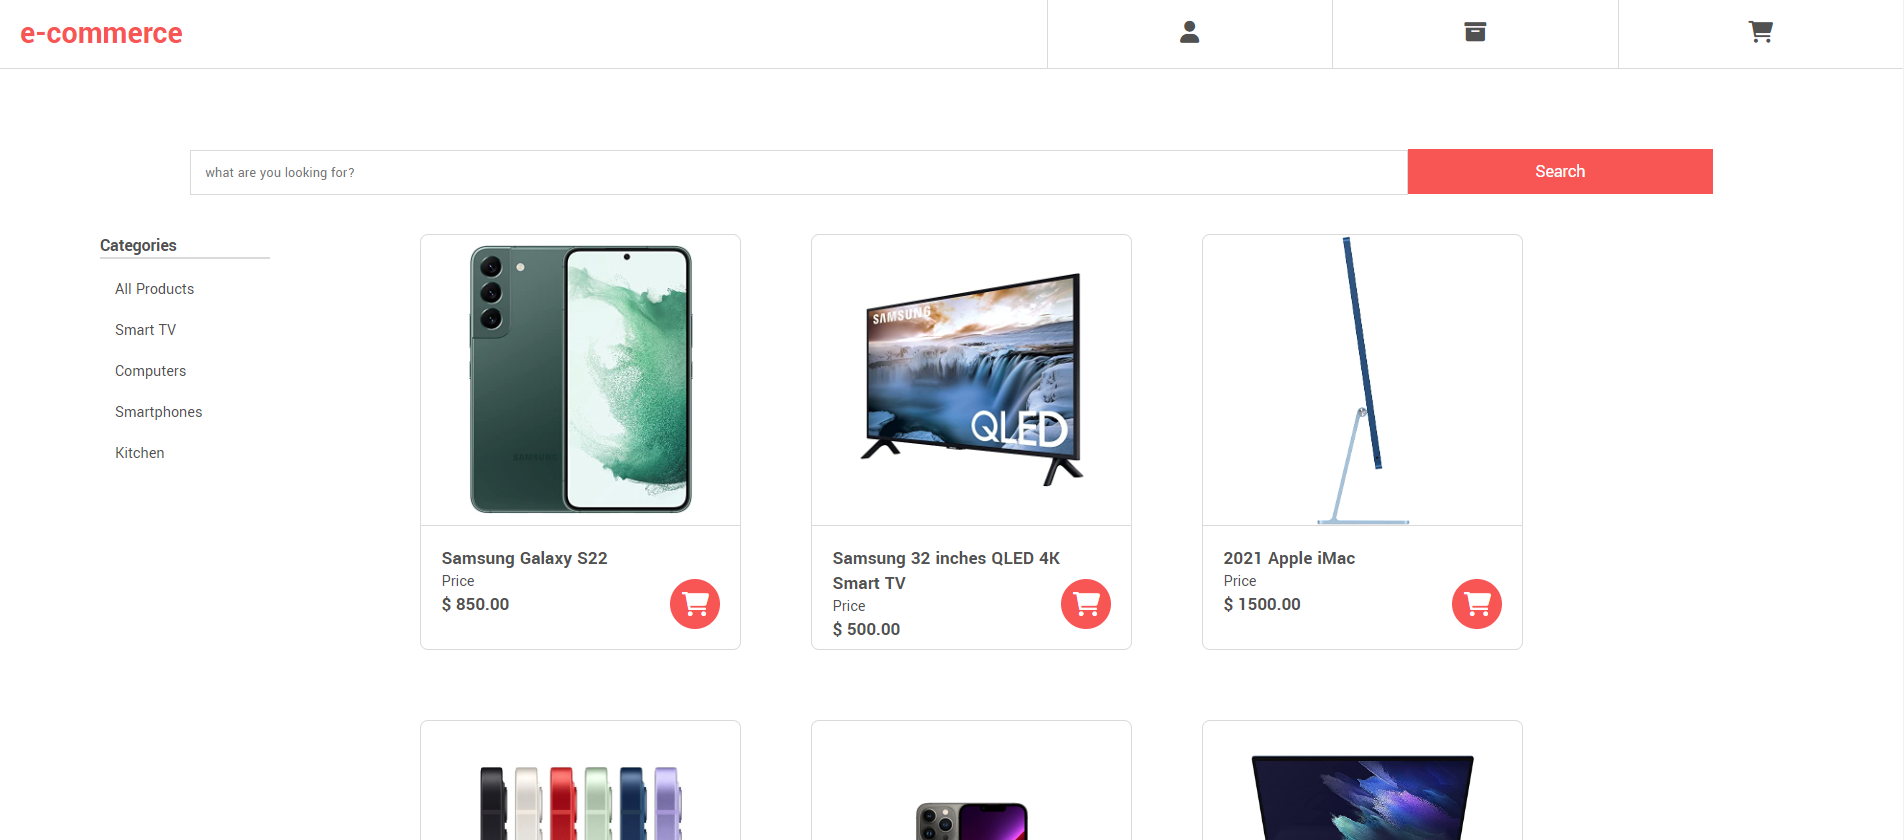 e-commerce
what are you looking for?
Search
Categories
All Products
Smart TV
Computers
Smartphones
Kitchen
SAMSUNG
SAMSUNG
QLED
Samsung Galaxy S22
Price
$ 850.00
Samsung 32 inches QLED 4K
Smart TV
Price
$ 500.00
2021 Apple iMac
Price
$ 1500.00